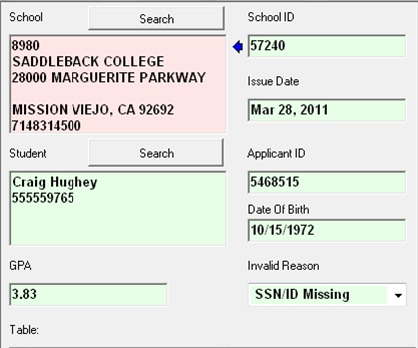 School
Search
School ID
8980
SADDLEBACK COLLEGE
28000 MARGUERITE PARKWAY
MISSION VIEJO, CA 92692
7148314500
57240
Issue Date
Mar 28, 2011
Student
Search
Applicant ID
Craig Hughey
555559765
5468515
Date Of Birth
10/15/1972
GPA
Invalid Reason
3.83
SSN/ID Missing
Table: